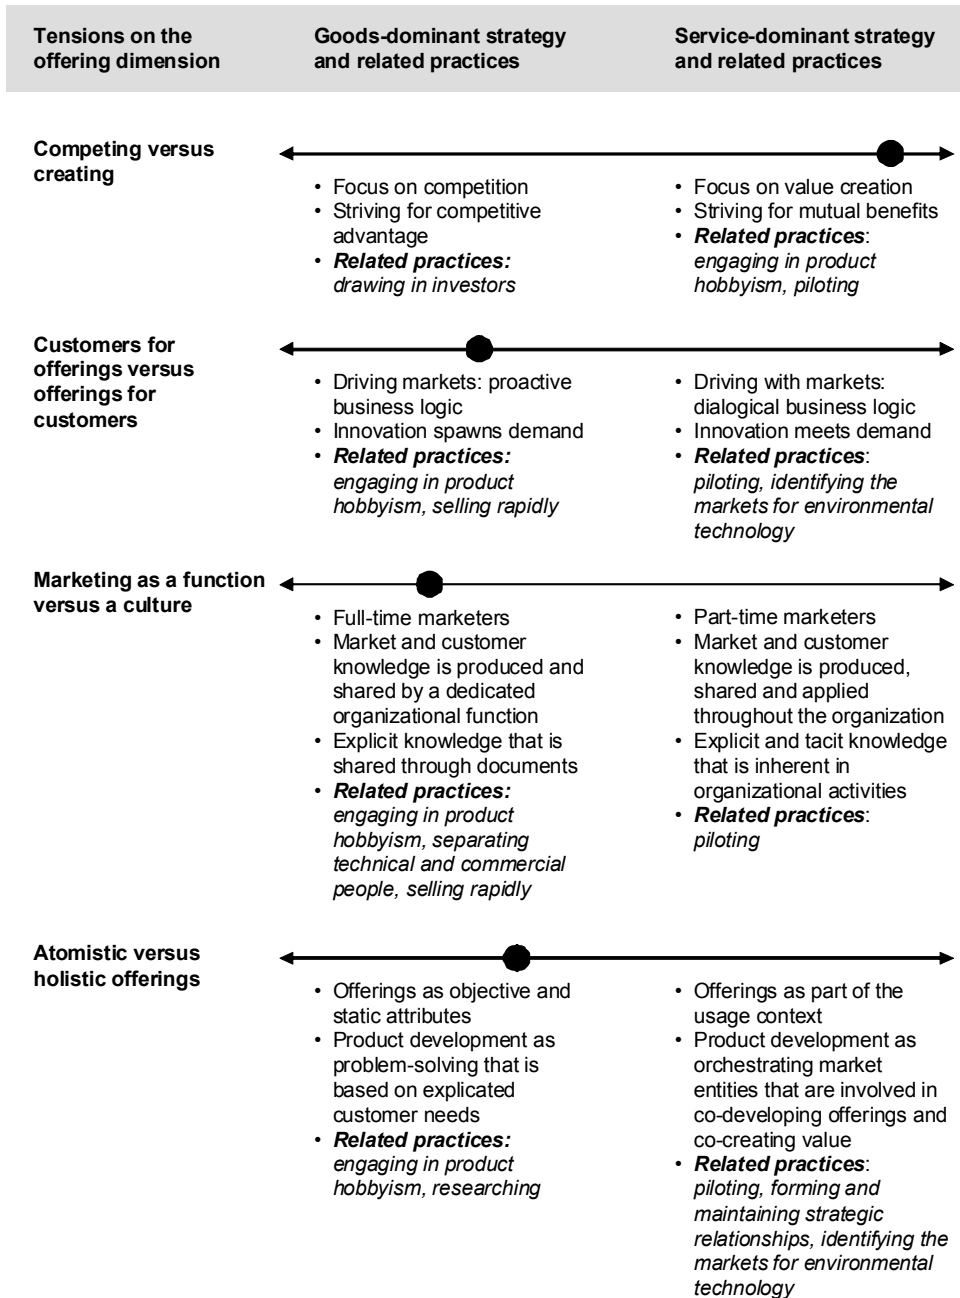 Tensions on the
offering dimension
Goods-dominant strategy
and related practices
Service-dominant strategy
and related practices
Competing versus
creating
• Focus on competition
• Striving for competitive
advantage
• Related practices:
drawing in investors
• Focus on value creation
• Striving for mutual benefits
• Related practices:
engaging in product
hobbyism, piloting
Customers for
offerings versus
offerings for
customers
• Driving markets: proactive
business logic
• Innovation spawns demand
• Related practices:
engaging in product
hobbyism, selling rapidly
• Driving with markets:
dialogical business logic
• Innovation meets demand
• Related practices:
piloting, identifying the
markets for environmental
technology
Marketing as a function
versus a culture
• Full-time marketers
• Market and customer
knowledge is produced and
shared by a dedicated
organizational function
• Explicit knowledge that is
shared through documents
• Related practices:
engaging in product
hobbyism, separating
technical and commercial
people, selling rapidly
• Part-time marketers
• Market and customer
knowledge is produced,
shared and applied
throughout the organization
• Explicit and tacit knowledge
that is inherent in
organizational activities
• Related practices:
piloting
Atomistic versus
holistic offerings
• Offerings as objective and
static attributes
• Product development as
problem-solving that is
based on explicated
customer needs
• Related practices:
engaging in product
hobbyism, researching
• Offerings as part of the
usage context
• Product development as
orchestrating market
entities that are involved in
co-developing offerings and
co-creating value
• Related practices:
piloting, forming and
maintaining strategic
relationships, identifying the
markets for environmental
technology